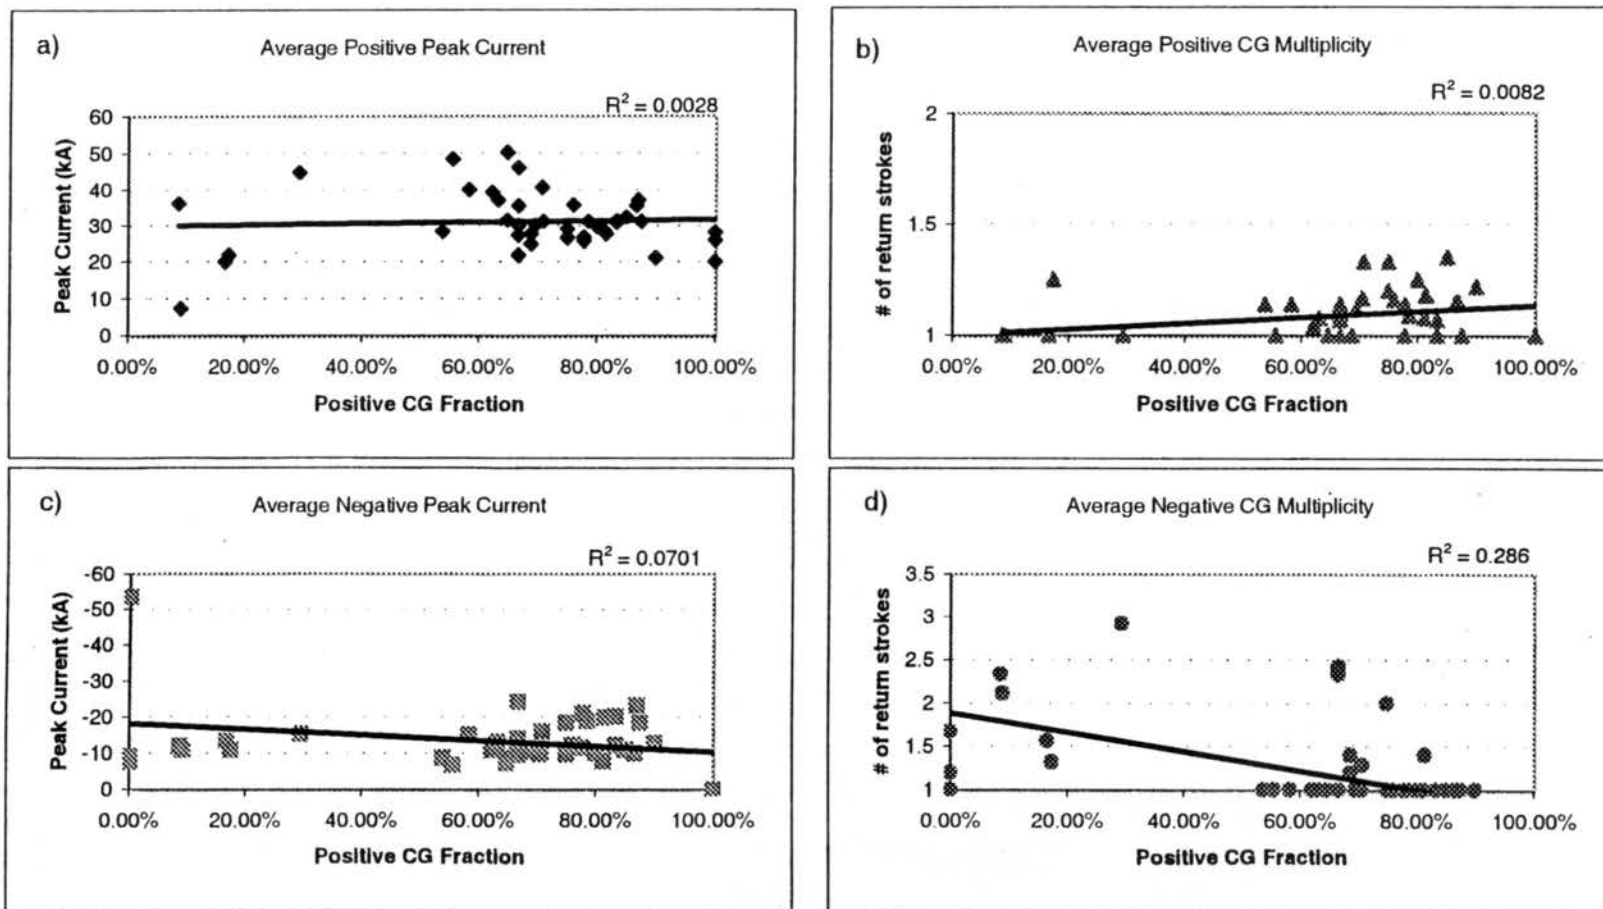 a)
Average Positive Peak Current
R² = 0.0028
Peak Current (kA)
60
50
40
30
20
10
0
0.00% 20.00% 40.00% 60.00% 80.00% 100.00%
Positive CG Fraction
b)
Average Positive CG Multiplicity
R² = 0.0082
# of return strokes
2
1.5
1
0.00% 20.00% 40.00% 60.00% 80.00% 100.00%
Positive CG Fraction
c)
Average Negative Peak Current
R² = 0.0701
Peak Current (kA)
-60
-50
-40
-30
-20
-10
0
0.00% 20.00% 40.00% 60.00% 80.00% 100.00%
Positive CG Fraction
d)
Average Negative CG Multiplicity
R² = 0.286
# of return strokes
3.5
3
2.5
2
1.5
1
0.00% 20.00% 40.00% 60.00% 80.00% 100.00%
Positive CG Fraction